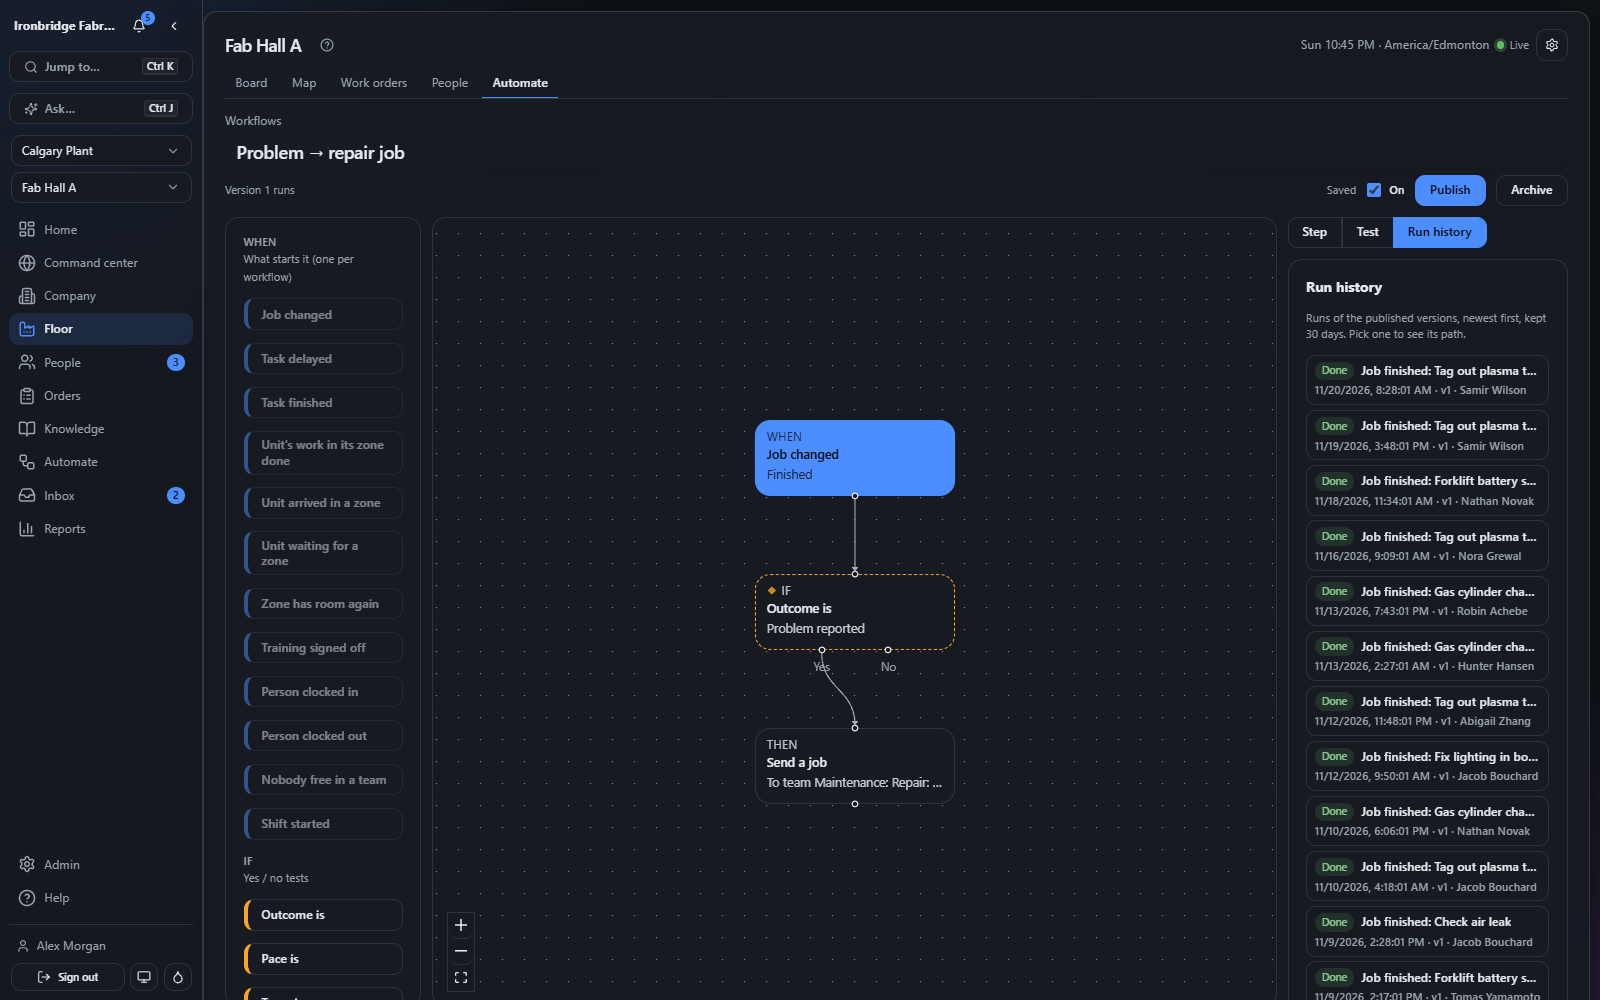 Ironbridge Fabr...
5
Jump to...
Ctrl K
Ask...
Ctrl J
Calgary Plant
Fab Hall A
Home
Command center
Company
Floor
People
3
Orders
Knowledge
Automate
Inbox
2
Reports
Admin
Help
Alex Morgan
Sign out
Fab Hall A
Sun 10:45 PM · America/Edmonton
Live
Board
Map
Work orders
People
Automate
Workflows
Problem → repair job
Version 1 runs
Saved
On
Publish
Archive
WHEN
What starts it (one per
workflow)
Job changed
Task delayed
Task finished
Unit's work in its zone
done
Unit arrived in a zone
Unit waiting for a
zone
Zone has room again
Training signed off
Person clocked in
Person clocked out
Nobody free in a team
Shift started
IF
Yes / no tests
Outcome is
Pace is
WHEN
Job changed
Finished
IF
Outcome is
Problem reported
Yes
No
THEN
Send a job
To team Maintenance: Repair: ...
Step
Test
Run history
Run history
Runs of the published versions, newest first, kept
30 days. Pick one to see its path.
Done
Job finished: Tag out plasma t...
11/20/2026, 8:28:01 AM · v1 · Samir Wilson
Done
Job finished: Tag out plasma t...
11/19/2026, 3:48:01 PM · v1 · Samir Wilson
Done
Job finished: Forklift battery s...
11/18/2026, 11:34:01 AM · v1 · Nathan Novak
Done
Job finished: Tag out plasma t...
11/16/2026, 9:09:01 AM · v1 · Nora Grewal
Done
Job finished: Gas cylinder cha...
11/13/2026, 7:43:01 PM · v1 · Robin Achebe
Done
Job finished: Gas cylinder cha...
11/13/2026, 2:27:01 AM · v1 · Hunter Hansen
Done
Job finished: Tag out plasma t...
11/12/2026, 11:48:01 PM · v1 · Abigail Zhang
Done
Job finished: Fix lighting in bo...
11/12/2026, 9:50:01 AM · v1 · Jacob Bouchard
Done
Job finished: Gas cylinder cha...
11/10/2026, 6:06:01 PM · v1 · Nathan Novak
Done
Job finished: Tag out plasma t...
11/10/2026, 4:18:01 AM · v1 · Jacob Bouchard
Done
Job finished: Check air leak
11/9/2026, 2:28:01 PM · v1 · Jacob Bouchard
Done
Job finished: Forklift battery s...
11/9/2026, 2:17:01 PM · v1 · Tomas Yamamoto